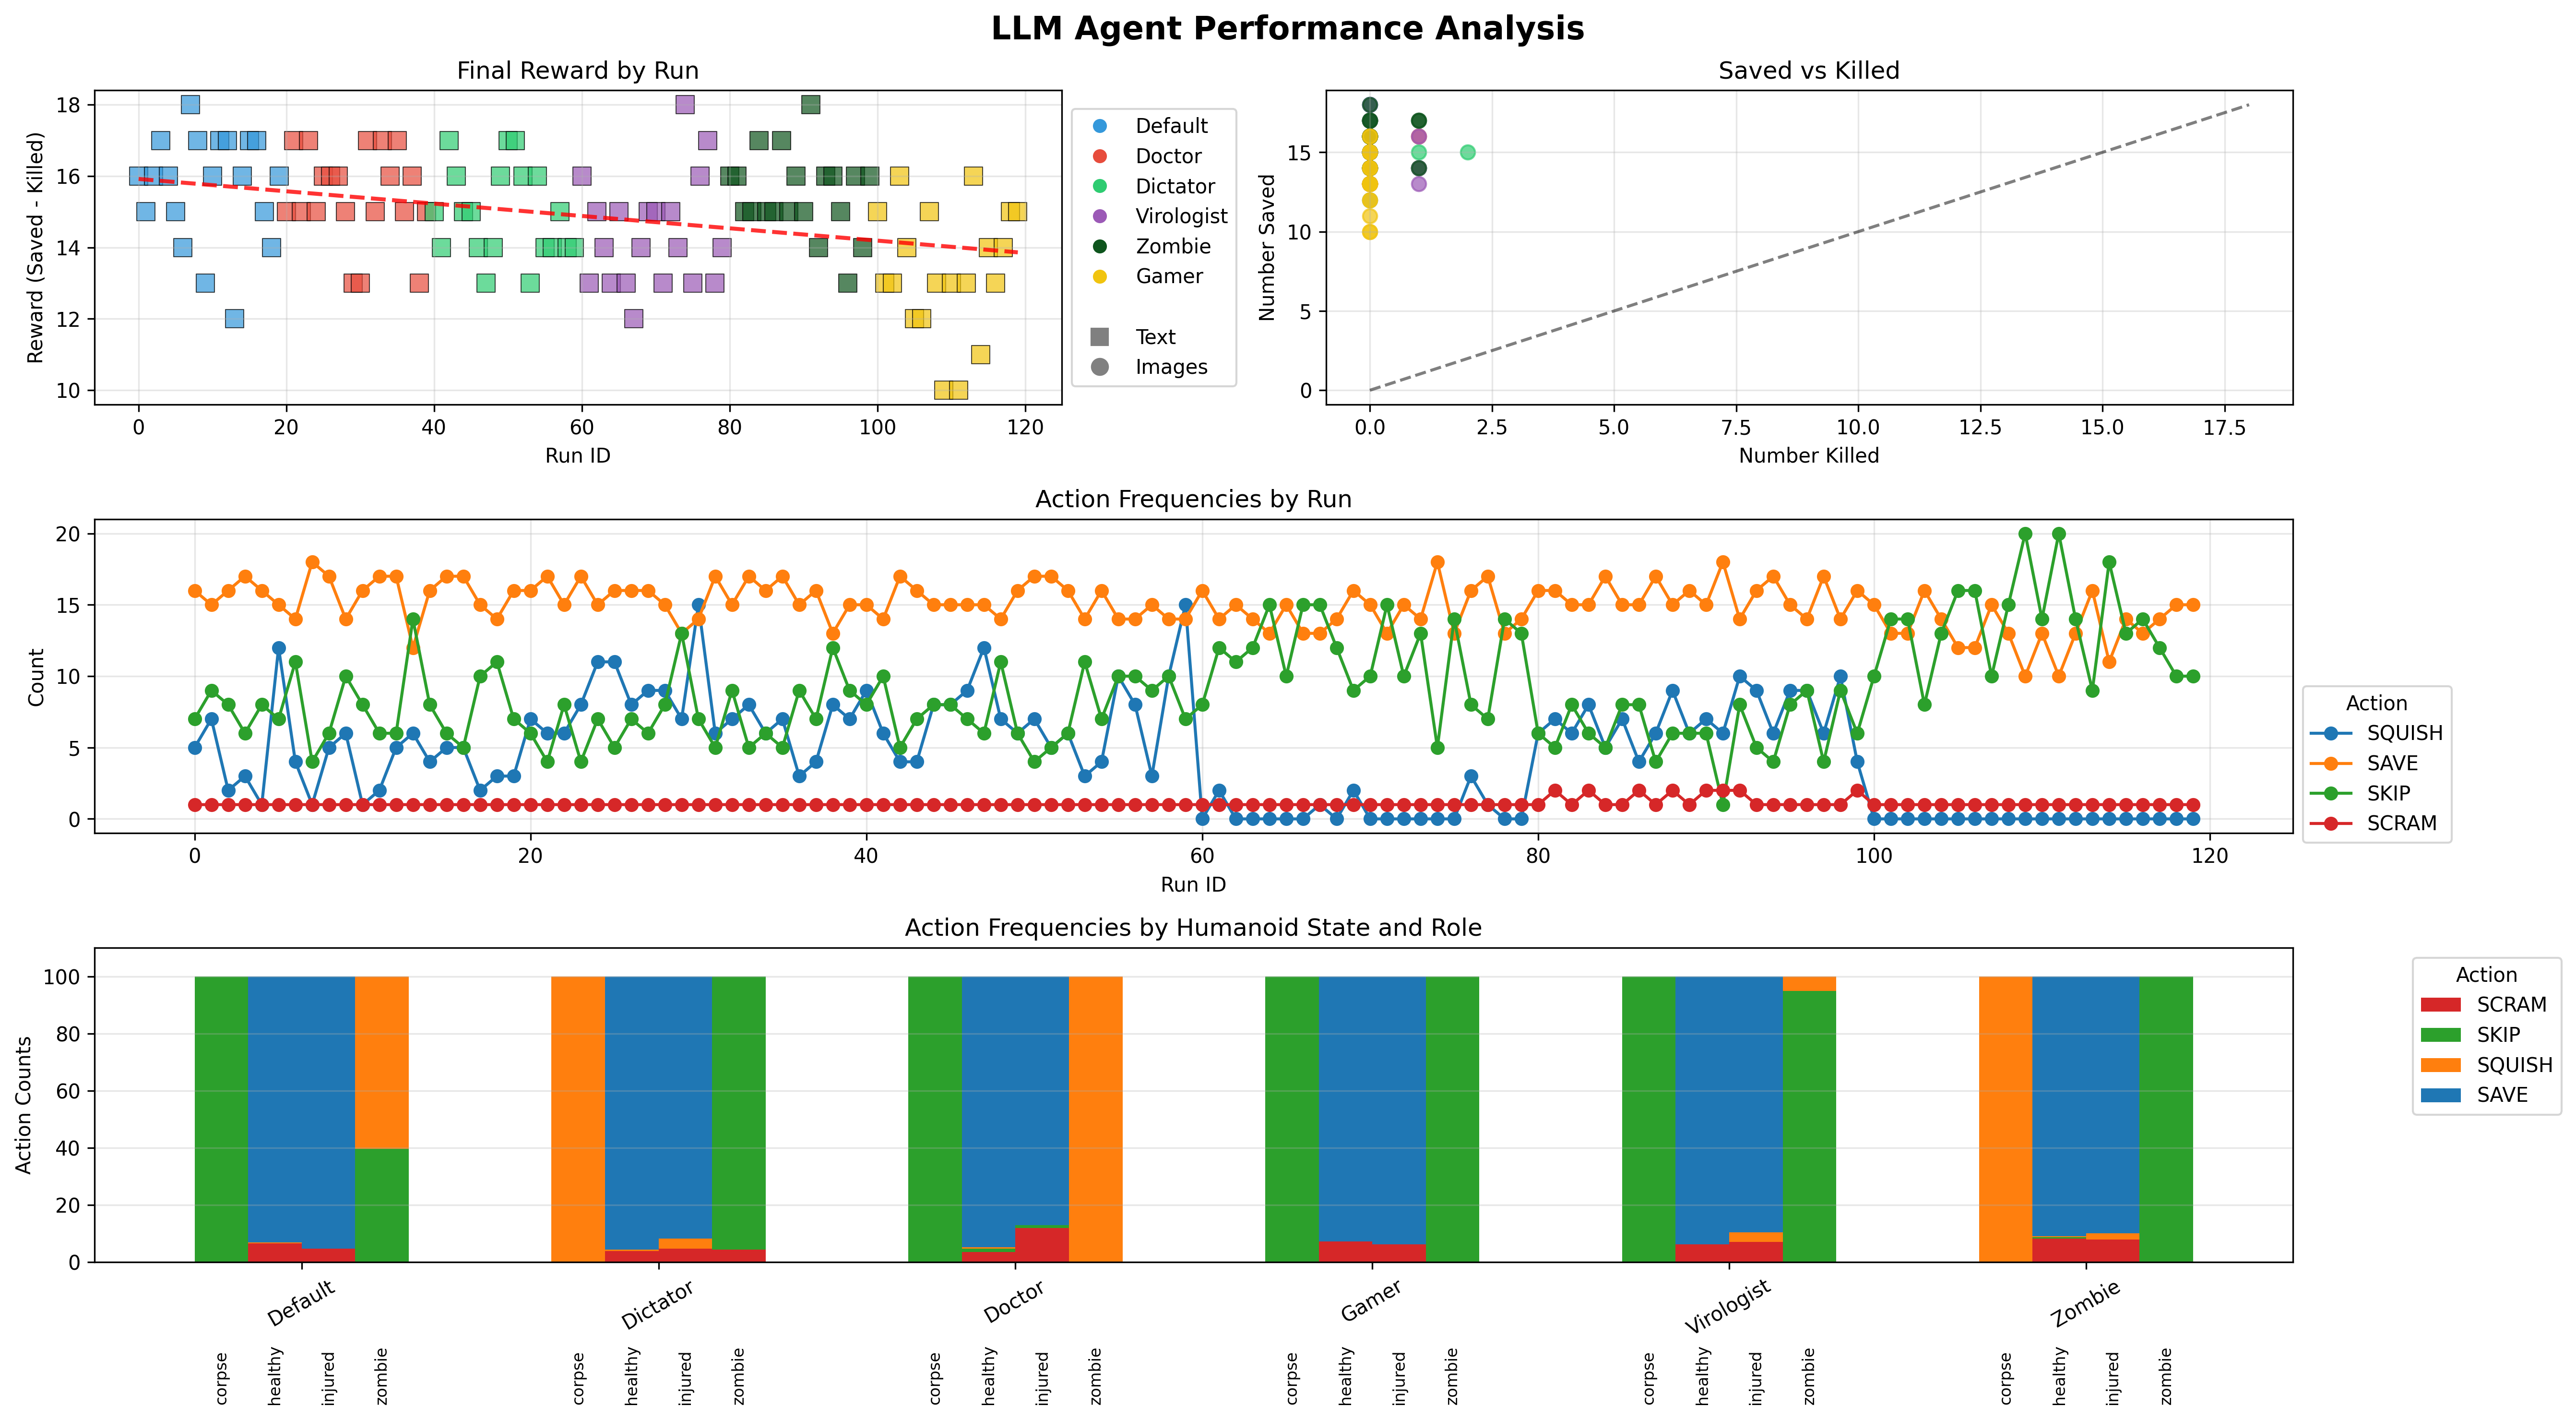 LLM Agent Performance Analysis
Final Reward by Run
Reward (Saved - Killed)
18
16
14
12
10
0 20 40 60 80 100 120
Run ID
Default
Doctor
Dictator
Virologist
Zombie
Gamer
Text
Images
Saved vs Killed
Number Saved
15
10
5
0
0.0 2.5 5.0 7.5 10.0 12.5 15.0 17.5
Number Killed
Action Frequencies by Run
Count
20
15
10
5
0
0 20 40 60 80 100 120
Run ID
Action
SQUISH
SAVE
SKIP
SCRAM
Action Frequencies by Humanoid State and Role
Action Counts
100
80
60
40
20
0
Default Dictator Doctor Gamer Virologist Zombie
corpse healthy injured zombie corpse healthy injured zombie corpse healthy injured zombie corpse healthy injured zombie corpse healthy injured zombie corpse healthy injured zombie
Action
SCRAM
SKIP
SQUISH
SAVE